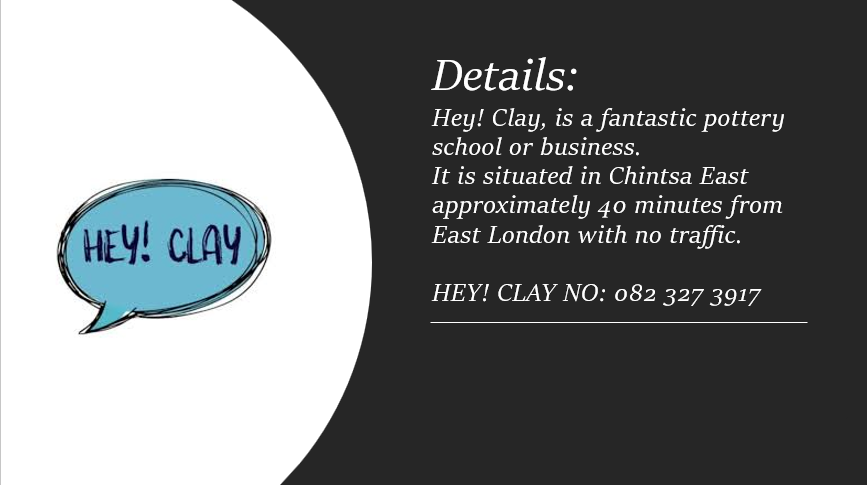 HEY! CLAY
Details:
Hey! Clay, is a fantastic pottery
school or business.
It is situated in Chintsa East
approximately 40 minutes from
East London with no traffic.
HEY! CLAY NO: 082 327 3917